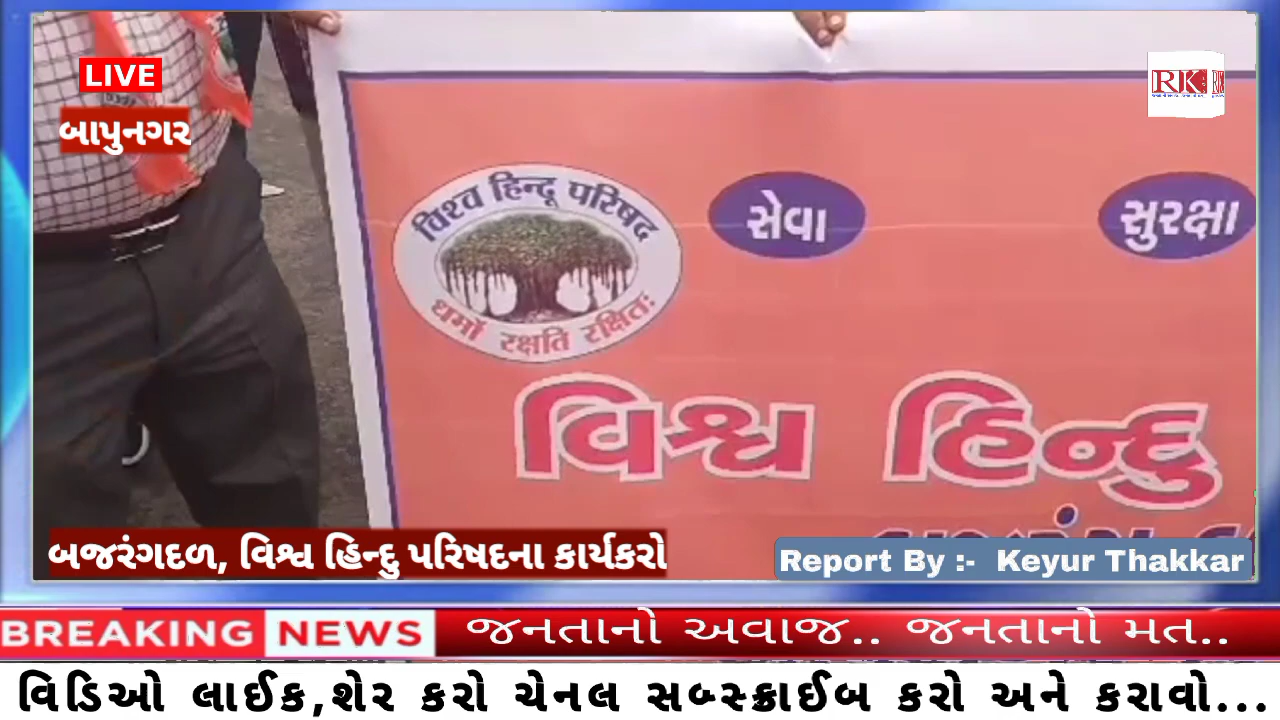 LIVE
બાપુનગર
RK
विश्व हिन्दू परिषद
धर्मो रक्षति रक्षितः
સેવા
સુરક્ષા
વિશ્વ હિન્દુ
બજરંગદળ, વિશ્વ હિન્દુ પરિષદના કાર્યકરો
Report By :- Keyur Thakkar
BREAKING NEWS
જનતાનો અવાજ.. જનતાનો મત..
વિડિઓ લાઈક,શેર કરો ચેનલ સબ્સ્ક્રાઈબ કરો અને કરાવો...